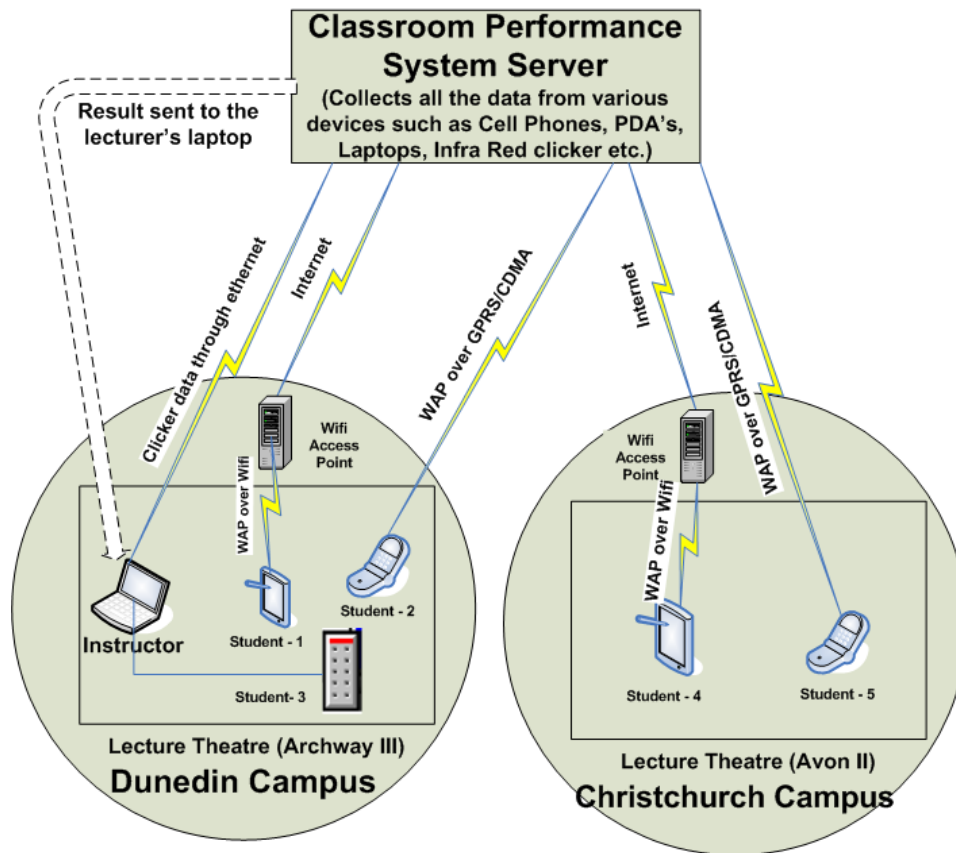 Classroom Performance
System Server
(Collects all the data from various
devices such as Cell Phones, PDA's,
Laptops, Infra Red clicker etc.)
Result sent to the
lecturer's laptop
Clicker data through ethernet
Internet
WAP over GPRS/CDMA
Internet
WAP over GPRS/CDMA
Wifi
Access
Point
WAP over Wifi
Instructor
Student - 1
Student - 2
Student- 3
Lecture Theatre (Archway III)
Dunedin Campus
Wifi
Access
Point
WAP over Wifi
Student - 4
Student - 5
Lecture Theatre (Avon II)
Christchurch Campus